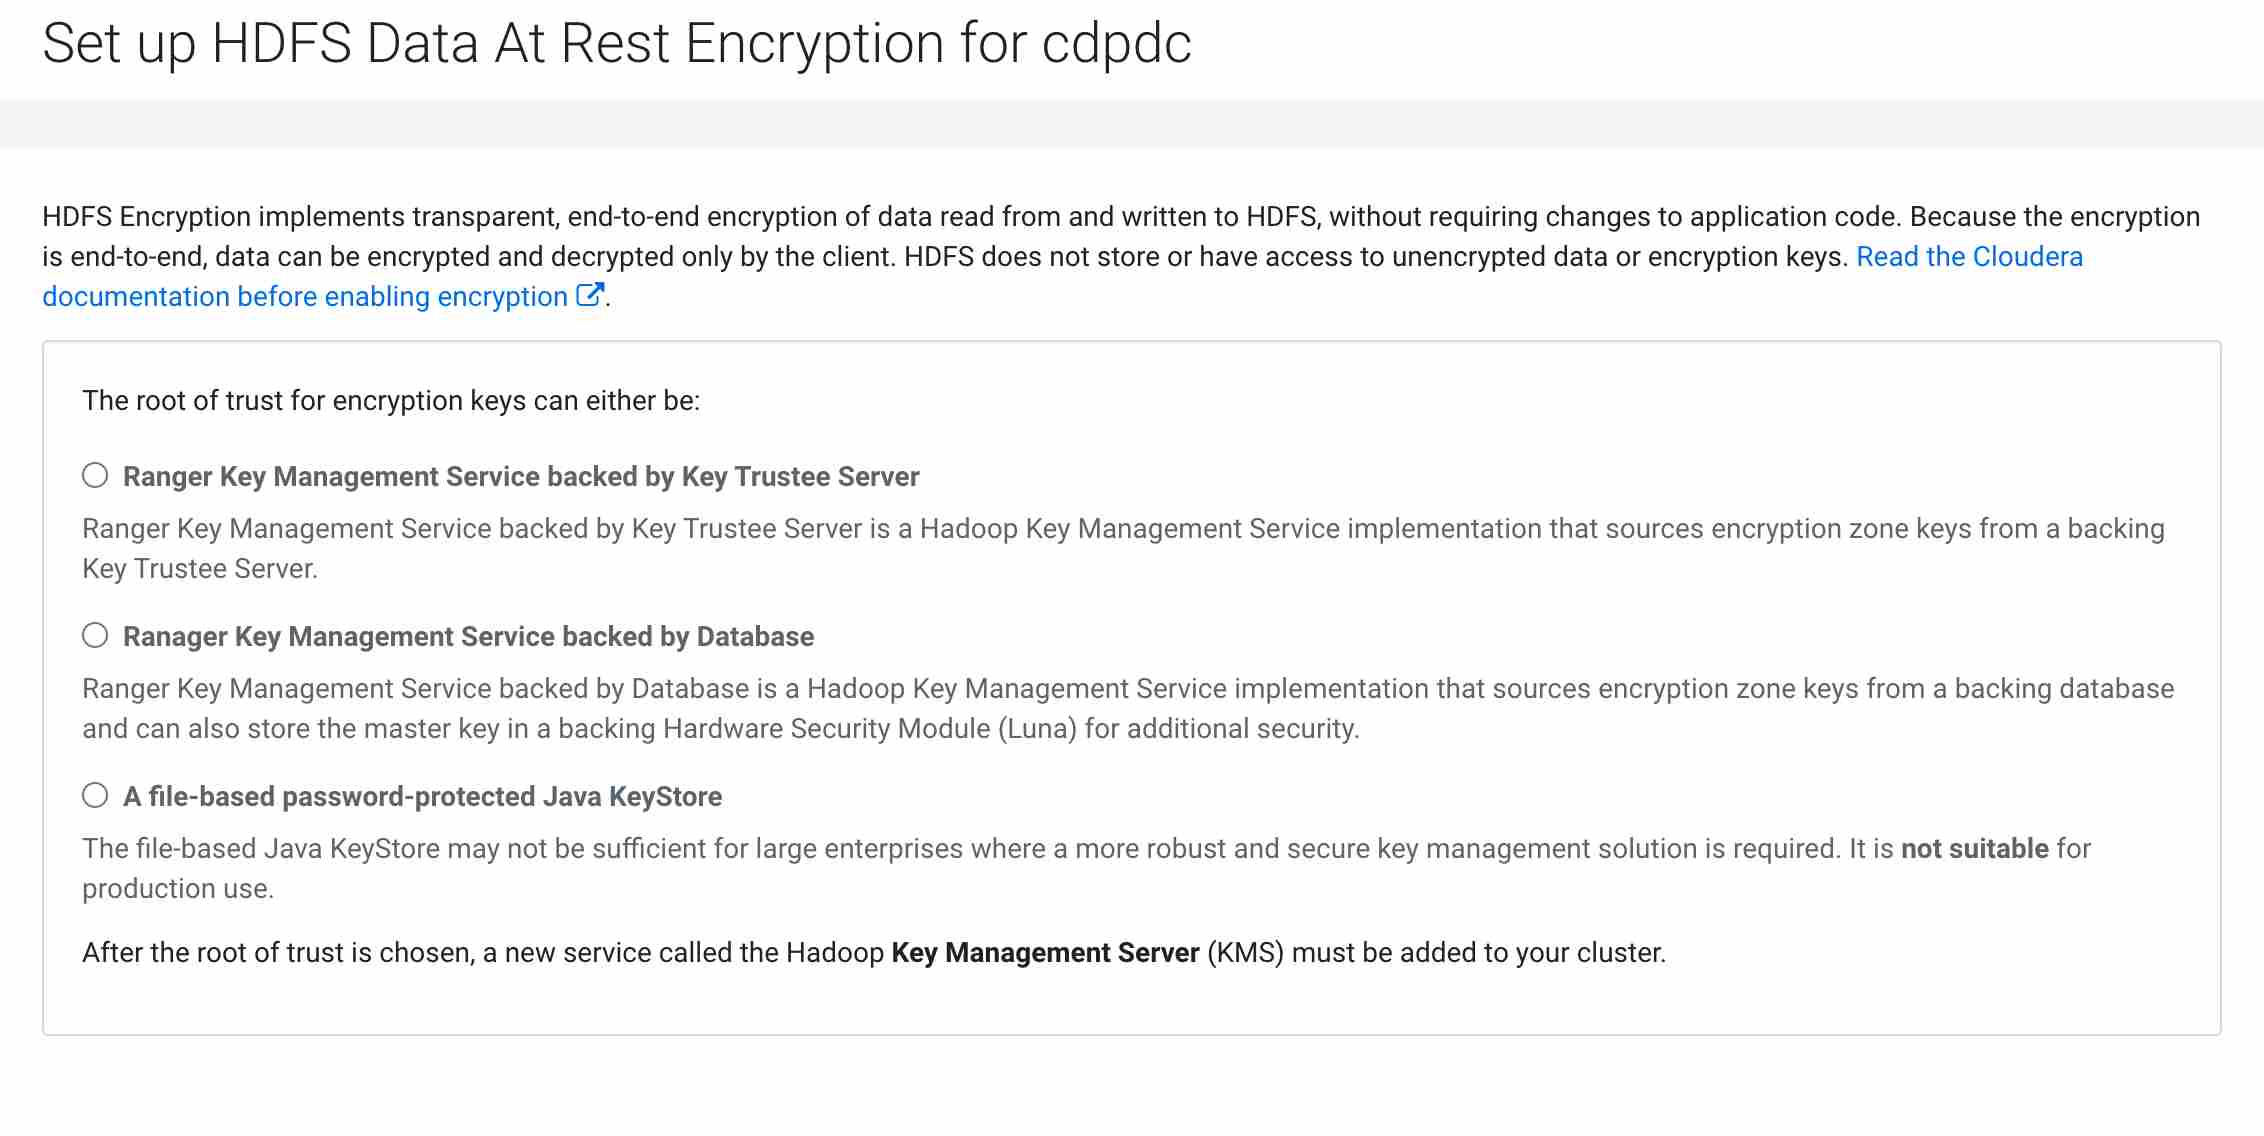 Set up HDFS Data At Rest Encryption for cdpdc
HDFS Encryption implements transparent, end-to-end encryption of data read from and written to HDFS, without requiring changes to application code. Because the encryption
is end-to-end, data can be encrypted and decrypted only by the client. HDFS does not store or have access to unencrypted data or encryption keys. Read the Cloudera
documentation before enabling encryption.
The root of trust for encryption keys can either be:
Ranger Key Management Service backed by Key Trustee Server
Ranger Key Management Service backed by Key Trustee Server is a Hadoop Key Management Service implementation that sources encryption zone keys from a backing
Key Trustee Server.
Ranager Key Management Service backed by Database
Ranger Key Management Service backed by Database is a Hadoop Key Management Service implementation that sources encryption zone keys from a backing database
and can also store the master key in a backing Hardware Security Module (Luna) for additional security.
A file-based password-protected Java KeyStore
The file-based Java KeyStore may not be sufficient for large enterprises where a more robust and secure key management solution is required. It is not suitable for
production use.
After the root of trust is chosen, a new service called the Hadoop Key Management Server (KMS) must be added to your cluster.